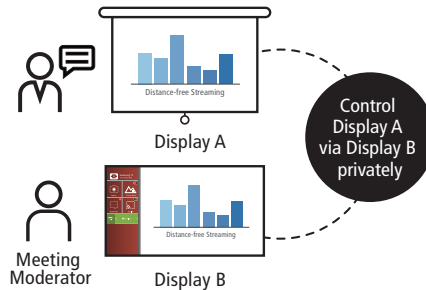 Distance-free Streaming
Display A
Control
Display A
via Display B
privately
Distance-free Streaming
Meeting
Moderator
Display B